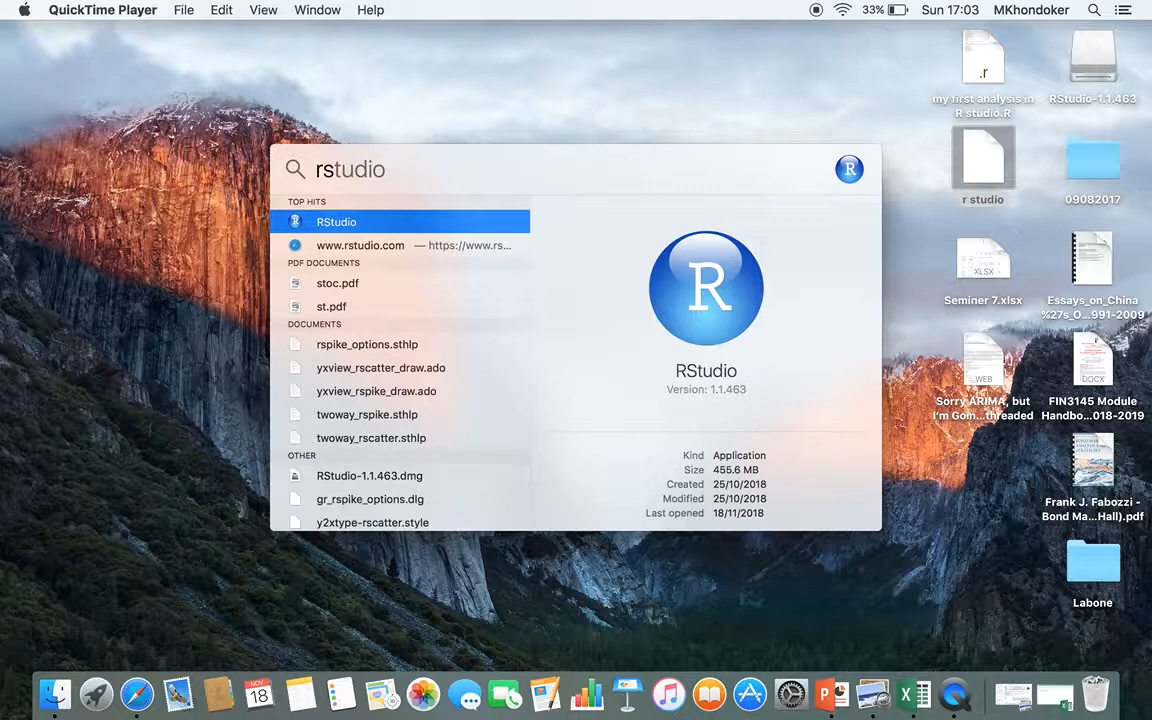 QuickTime Player File Edit View Window Help 33% Sun 17:03 MKhondoker
rstudio
R
TOP HITS
RStudio
www.rstudio.com — https://www.rs...
PDF DOCUMENTS
stoc.pdf
st.pdf
DOCUMENTS
rspike_options.sthlp
yxview_rscatter_draw.ado
yxview_rspike_draw.ado
twoway_rspike.sthlp
twoway_rscatter.sthlp
OTHER
RStudio-1.1.463.dmg
gr_rspike_options.dlg
y2xtype-rscatter.style
R
RStudio
Version: 1.1.463
Kind Application
Size 455.6 MB
Created 25/10/2018
Modified 25/10/2018
Last opened 18/11/2018
.r
my first analysis in
R studio.R
RStudio-1.1.463
r studio
09082017
XLSX
Seminer 7.xlsx
Essays_on_China
%27s_O...991-2009
WEB
Sorry ARIMA, but
I'm Goin...threaded
DOCX
FIN3145 Module
Handbo...018-2019
Frank J. Fabozzi -
Bond Ma...Hall).pdf
Labone
NOV
18